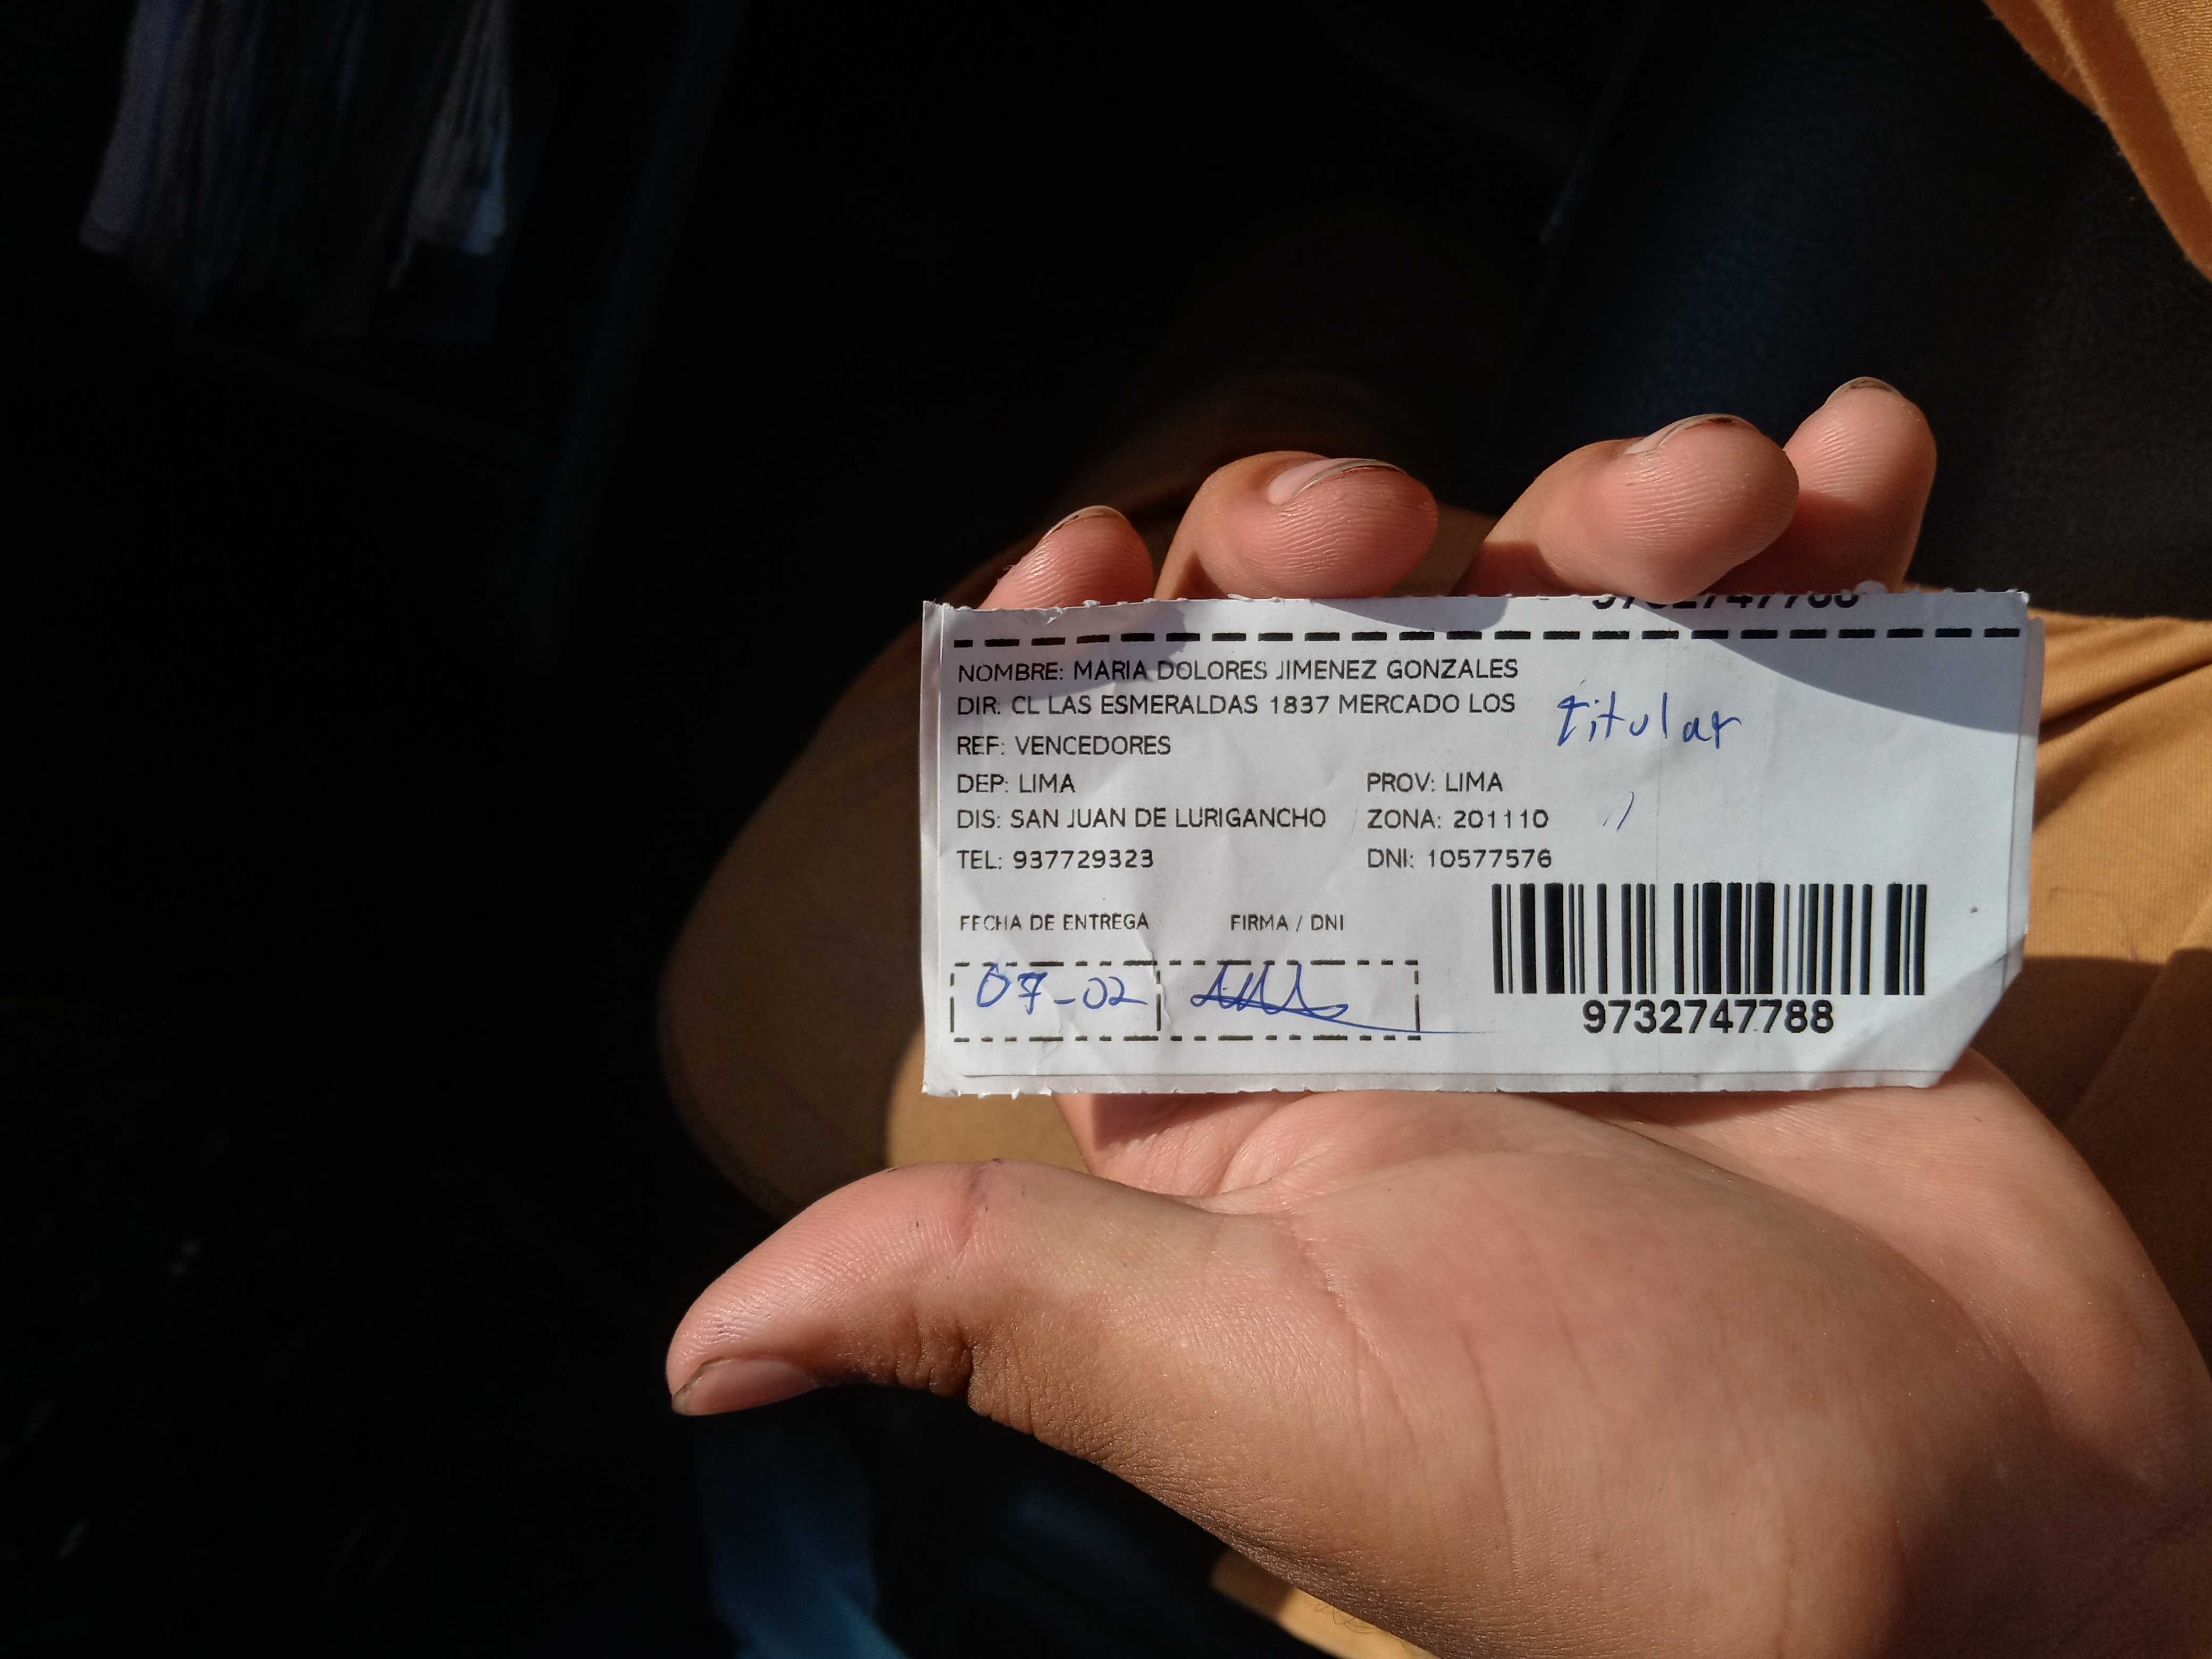 9732747788
NOMBRE: MARIA DOLORES JIMENEZ GONZALES
DIR: CL LAS ESMERALDAS 1837 MERCADO LOS
titular
REF: VENCEDORES
DEP: LIMA PROV: LIMA
DIS: SAN JUAN DE LURIGANCHO ZONA: 201110
TEL: 937729323 DNI: 10577576
FECHA DE ENTREGA FIRMA / DNI
07-02
9732747788